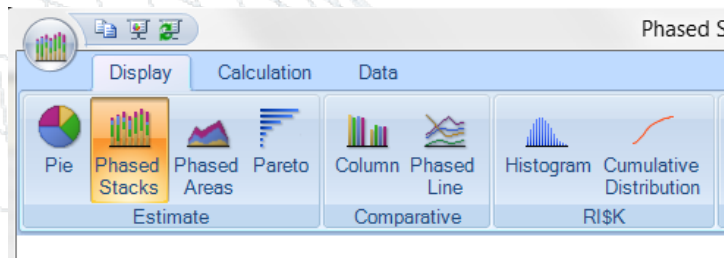 Phased S
Display Calculation Data
Pie Phased Stacks Phased Areas Pareto Column Phased Line Histogram Cumulative Distribution
Estimate Comparative RI$K